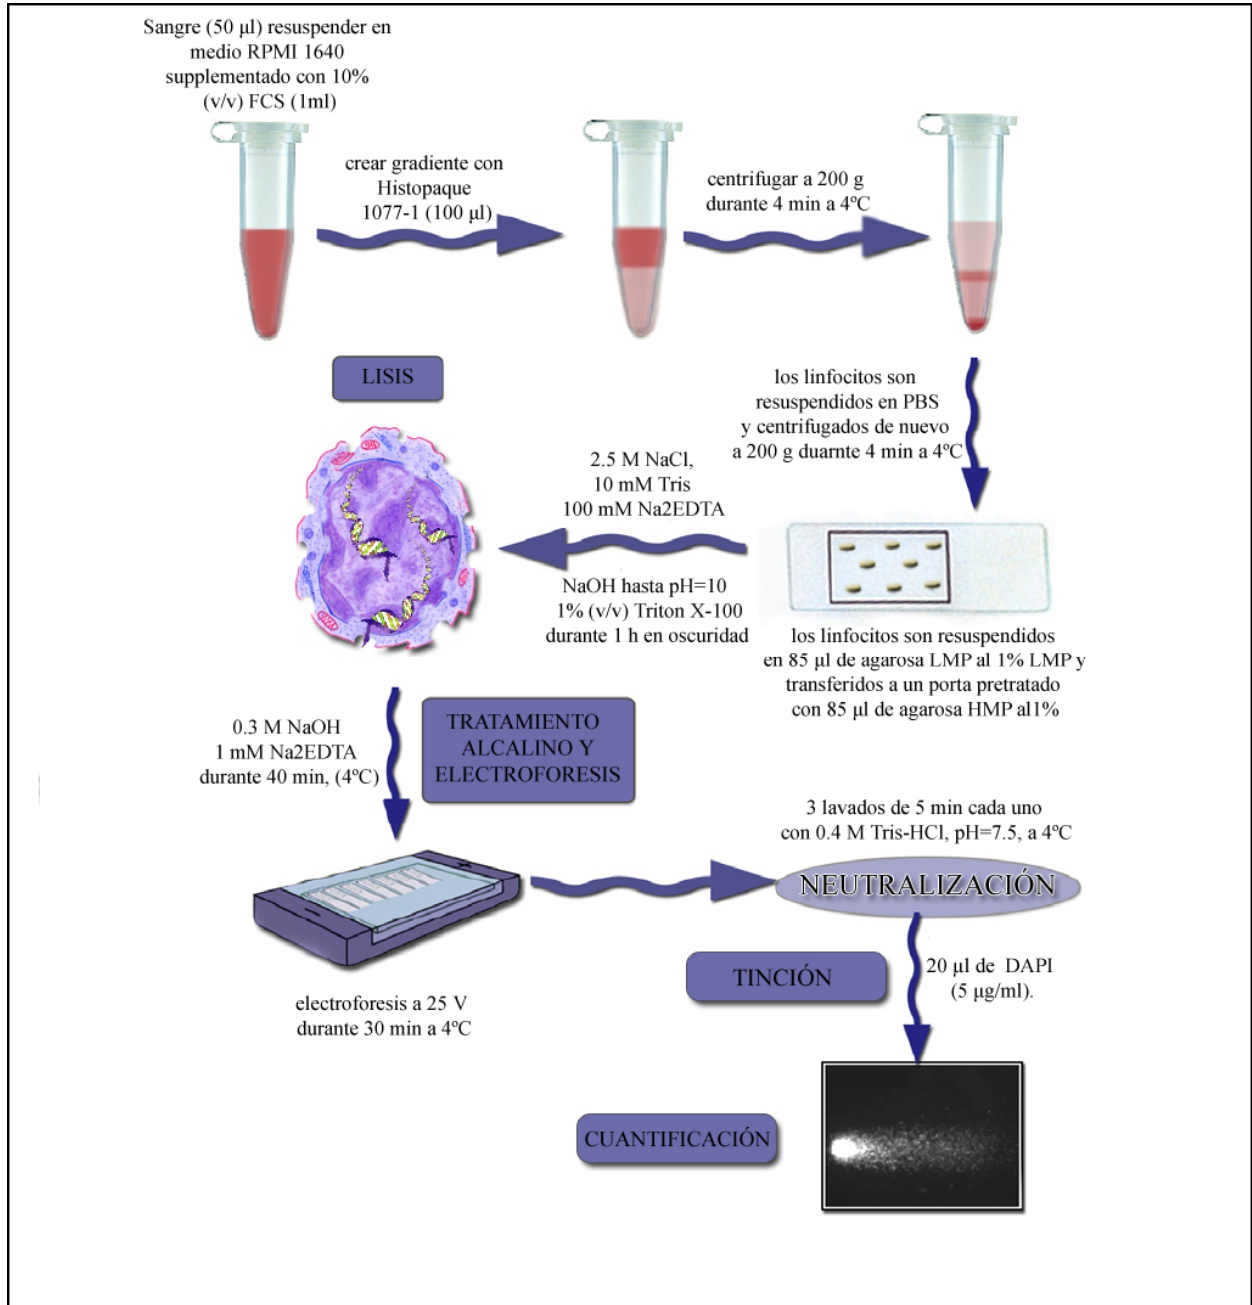 Sangre (50 µl) resuspender en
medio RPMI 1640
supplementado con 10%
(v/v) FCS (1ml)
crear gradiente con
Histopaque
1077-1 (100 µl)
centrifugar a 200 g
durante 4 min a 4ºC
los linfocitos son
resuspendidos en PBS
y centrifugados de nuevo
a 200 g duarnte 4 min a 4ºC
LISIS
2.5 M NaCl,
10 mM Tris
100 mM Na2EDTA
NaOH hasta pH=10
1% (v/v) Triton X-100
durante 1 h en oscuridad
los linfocitos son resuspendidos
en 85 µl de agarosa LMP al 1% LMP y
transferidos a un porta pretratado
con 85 µl de agarosa HMP al1%
0.3 M NaOH
1 mM Na2EDTA
durante 40 min, (4ºC)
TRATAMIENTO
ALCALINO Y
ELECTROFORESIS
3 lavados de 5 min cada uno
con 0.4 M Tris-HCl, pH=7.5, a 4ºC
NEUTRALIZACIÓN
electroforesis a 25 V
durante 30 min a 4ºC
TINCIÓN
20 µl de DAPI
(5 µg/ml).
CUANTIFICACIÓN